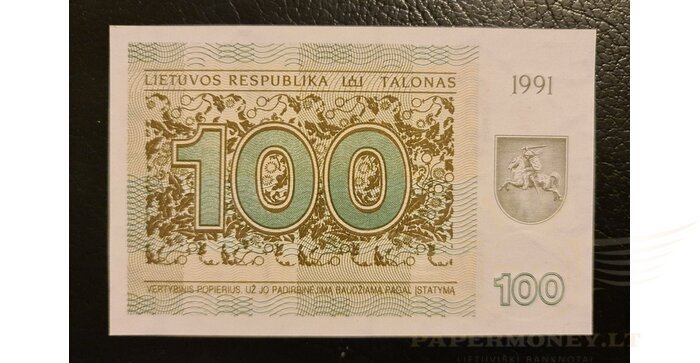 LIETUVOS RESPUBLIKA TALONAS
1991
100
VERTYBINIS POPIERIUS. UŽ JO PADIRBINĖJIMĄ BAUDŽIAMA PAGAL ĮSTATYMĄ
100
PAPERMONEY.LT
LIETUVIŠKI BANKNOTAI